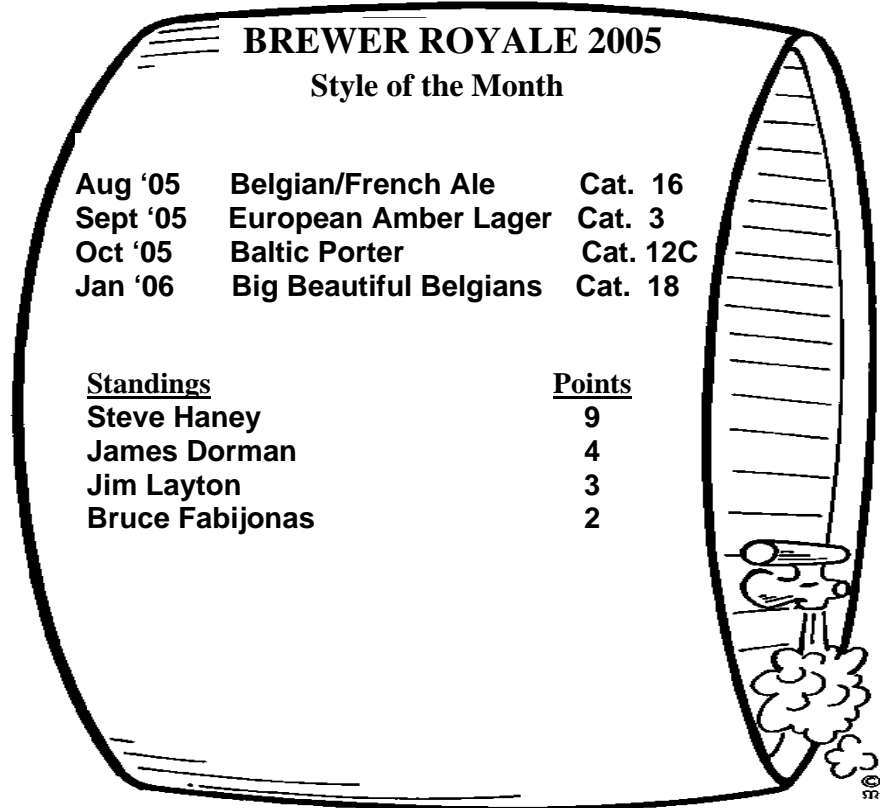 BREWER ROYALE 2005
Style of the Month
Aug ‘05 Belgian/French Ale Cat. 16
Sept ‘05 European Amber Lager Cat. 3
Oct ‘05 Baltic Porter Cat. 12C
Jan ‘06 Big Beautiful Belgians Cat. 18
Standings Points
Steve Haney 9
James Dorman 4
Jim Layton 3
Bruce Fabijonas 2
©